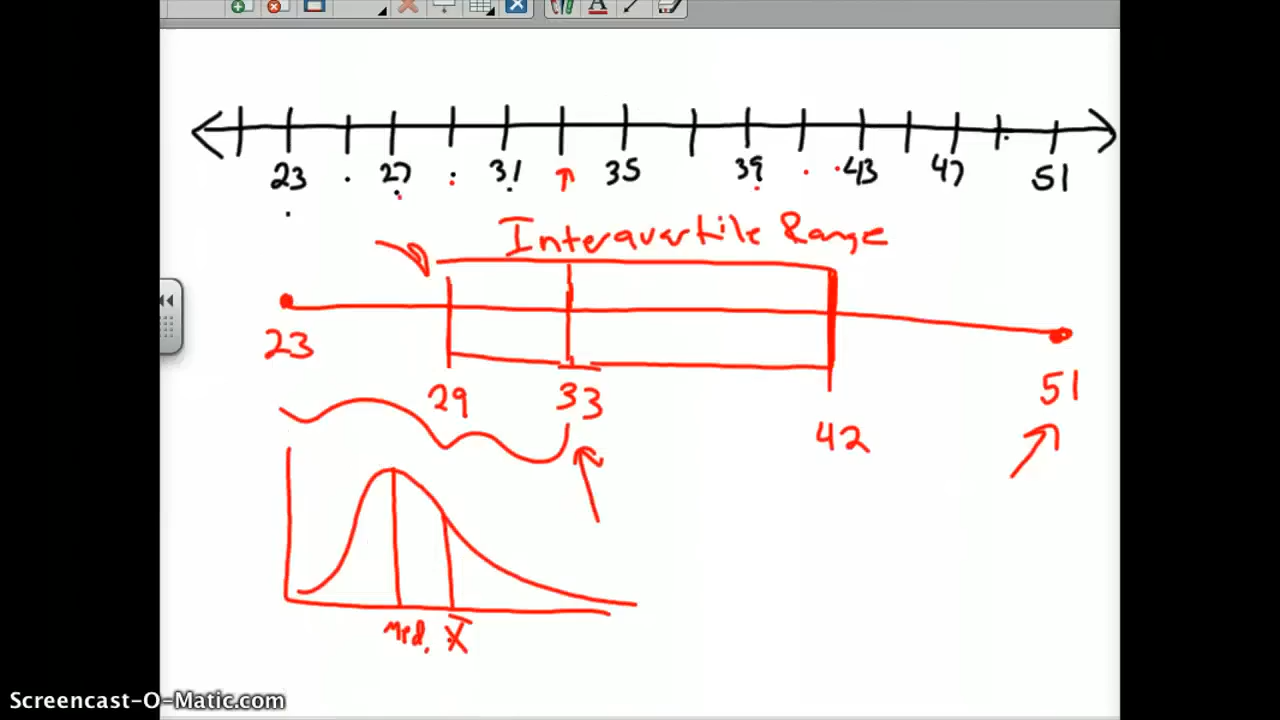 23 27 31 35 39 43 47 51
Interquartile Range
23
29
33
42
51
Med. X̄
Screencast-O-Matic.com